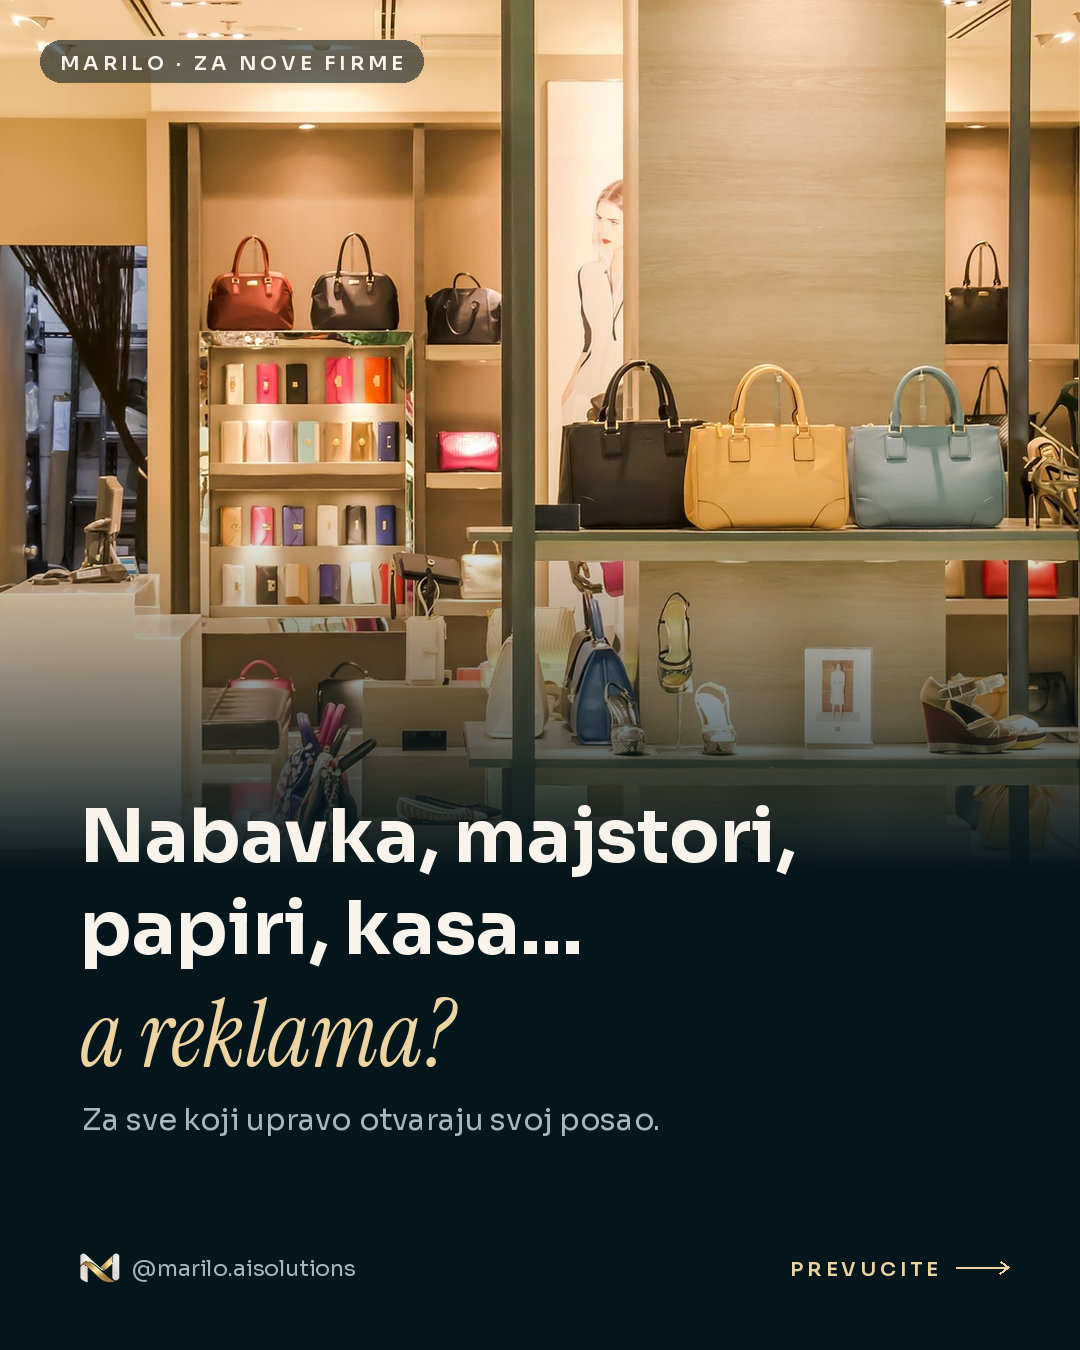 MARILO · ZA NOVE FIRME
Nabavka, majstori,
papiri, kasa...
a reklama?
Za sve koji upravo otvaraju svoj posao.
@marilo.aisolutions
PREVUCITE